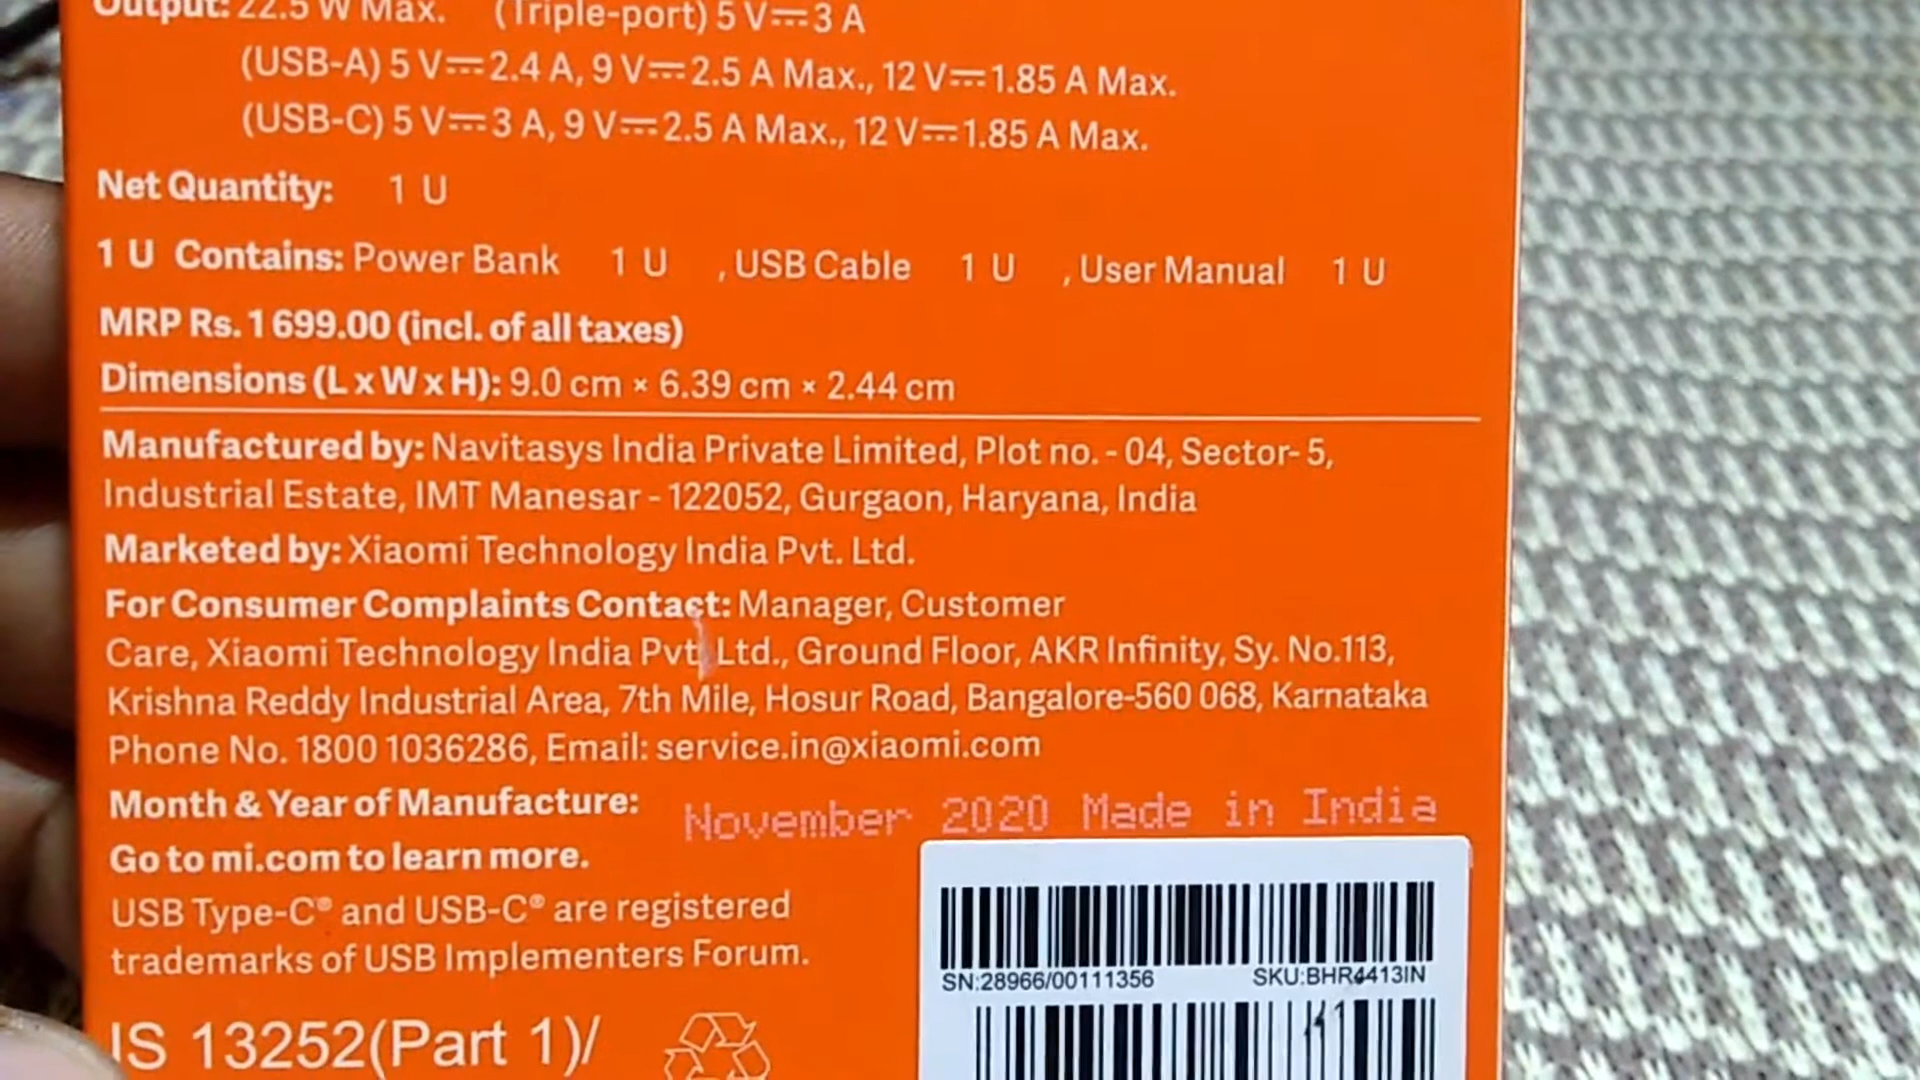 Output: 22.5 W Max. (Triple-port) 5 V⎓3 A
(USB-A) 5 V⎓2.4 A, 9 V⎓2.5 A Max., 12 V⎓1.85 A Max.
(USB-C) 5 V⎓3 A, 9 V⎓2.5 A Max., 12 V⎓1.85 A Max.
Net Quantity: 1 U
1 U Contains: Power Bank 1 U , USB Cable 1 U , User Manual 1 U
MRP Rs. 1 699.00 (incl. of all taxes)
Dimensions (L x W x H): 9.0 cm × 6.39 cm × 2.44 cm
Manufactured by: Navitasys India Private Limited, Plot no. - 04, Sector- 5,
Industrial Estate, IMT Manesar - 122052, Gurgaon, Haryana, India
Marketed by: Xiaomi Technology India Pvt. Ltd.
For Consumer Complaints Contact: Manager, Customer
Care, Xiaomi Technology India Pvt. Ltd., Ground Floor, AKR Infinity, Sy. No.113,
Krishna Reddy Industrial Area, 7th Mile, Hosur Road, Bangalore-560 068, Karnataka
Phone No. 1800 1036286, Email: service.in@xiaomi.com
Month & Year of Manufacture: November 2020 Made in India
Go to mi.com to learn more.
USB Type-C® and USB-C® are registered
trademarks of USB Implementers Forum.
SN:28966/00111356 SKU:BHR4413IN
IS 13252(Part 1)/